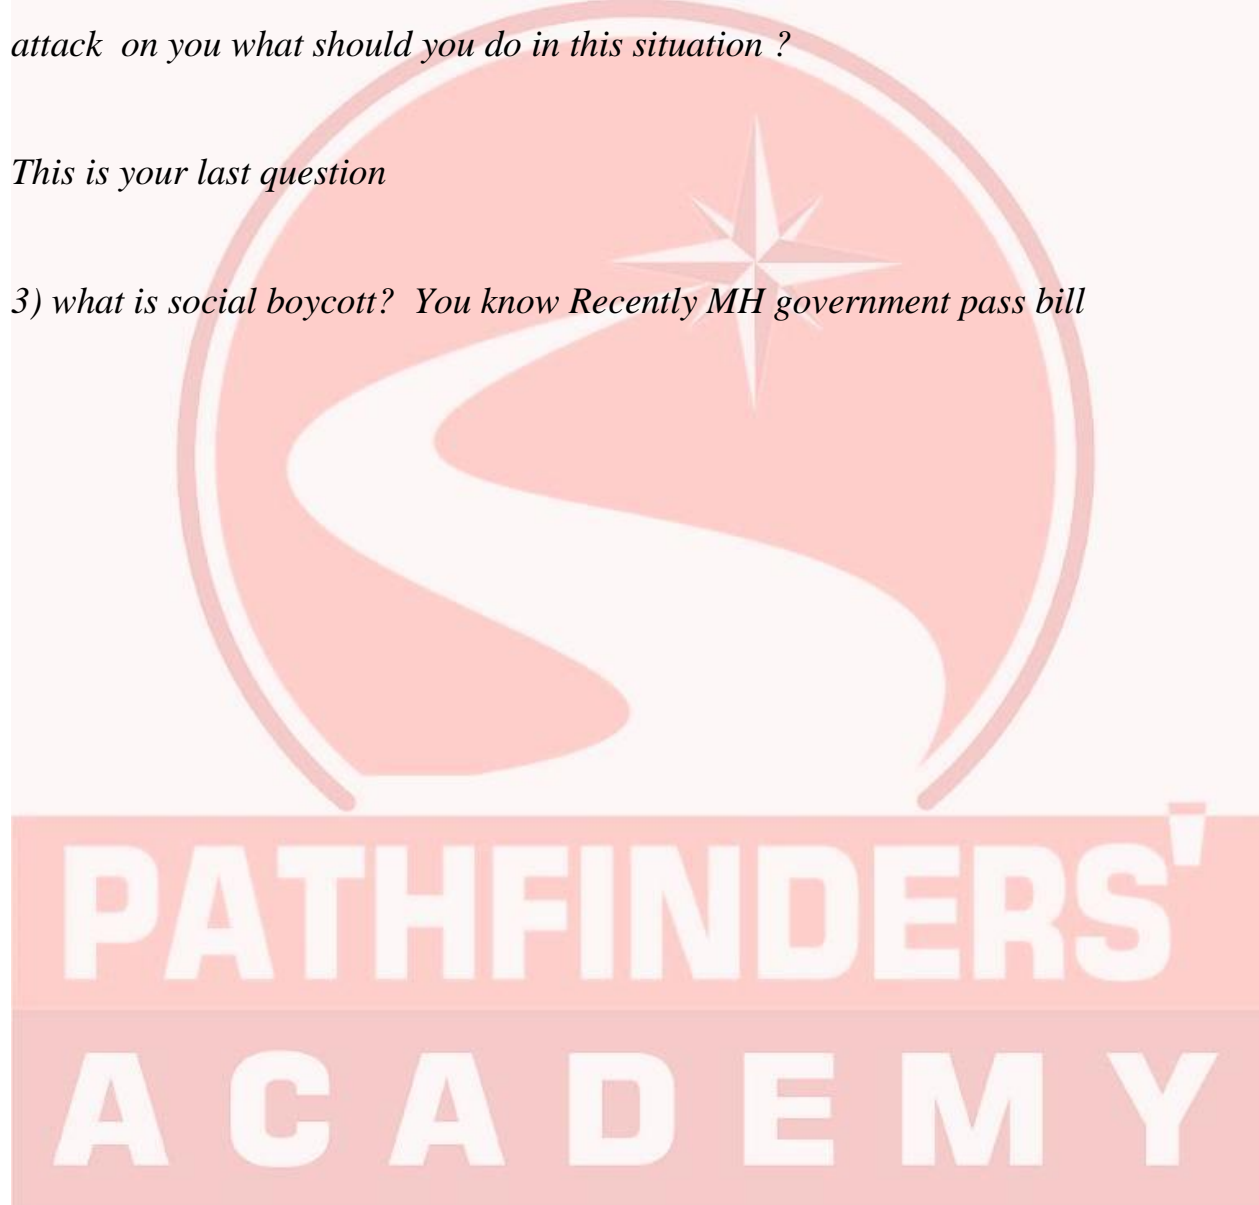 attack on you what should you do in this situation ?
This is your last question
3) what is social boycott? You know Recently MH government pass bill
PATHFINDERS'
ACADEMY